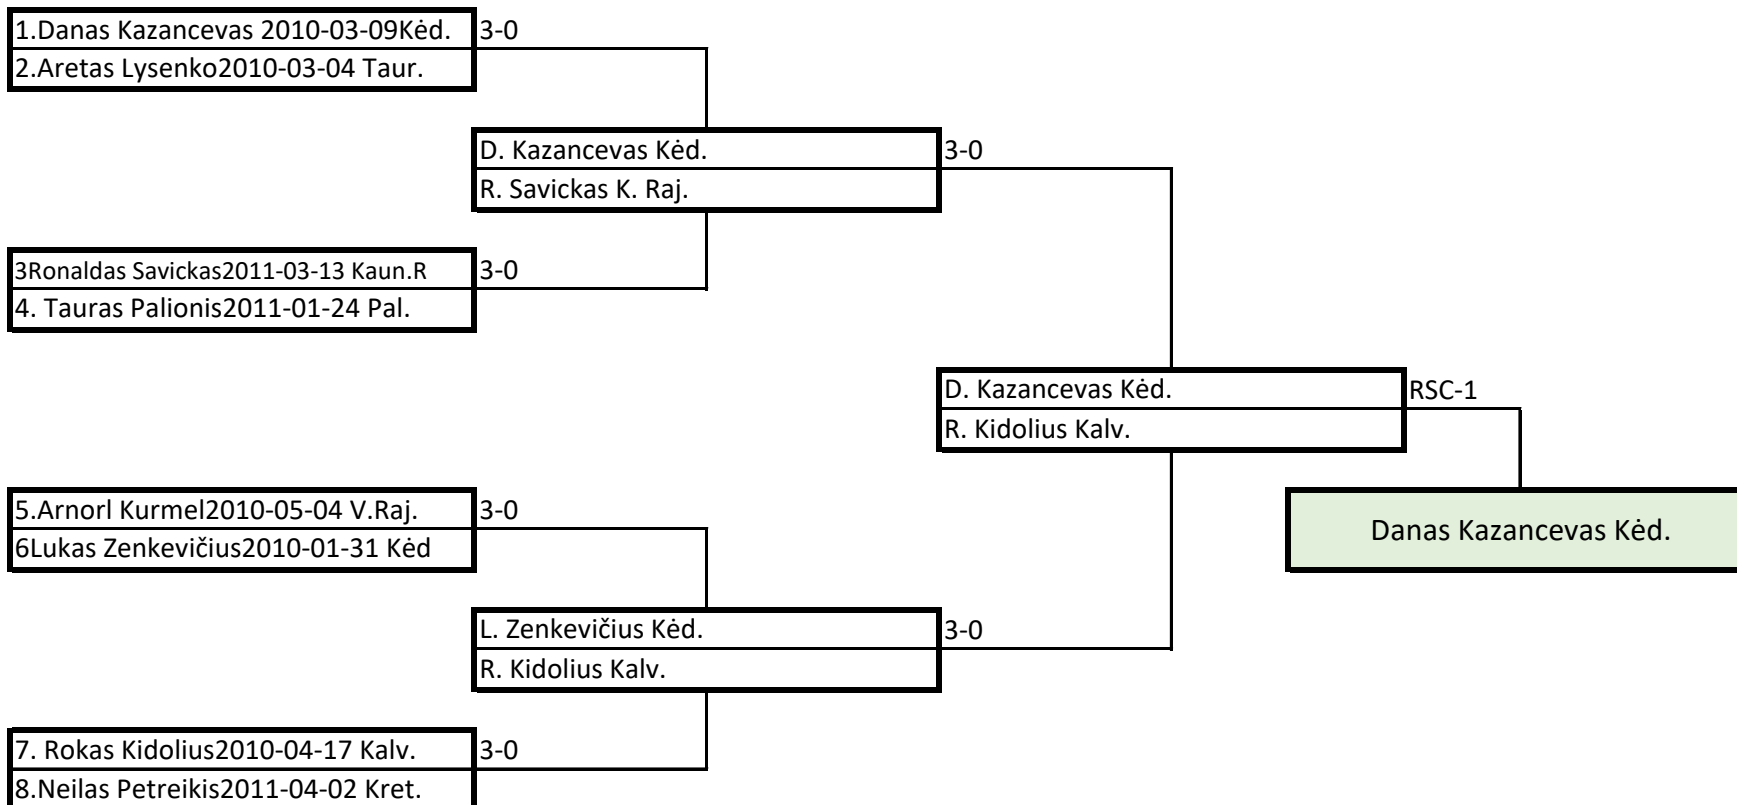 1.Danas Kazancevas 2010-03-09Kėd. 3-0
2.Aretas Lysenko2010-03-04 Taur.
D. Kazancevas Kėd. 3-0
R. Savickas K. Raj.
3Ronaldas Savickas2011-03-13 Kaun.R 3-0
4. Tauras Palionis2011-01-24 Pal.
D. Kazancevas Kėd. RSC-1
R. Kidolius Kalv.
5.Arnorl Kurmel2010-05-04 V.Raj. 3-0
6Lukas Zenkevičius2010-01-31 Kėd
Danas Kazancevas Kėd.
L. Zenkevičius Kėd. 3-0
R. Kidolius Kalv.
7. Rokas Kidolius2010-04-17 Kalv. 3-0
8.Neilas Petreikis2011-04-02 Kret.